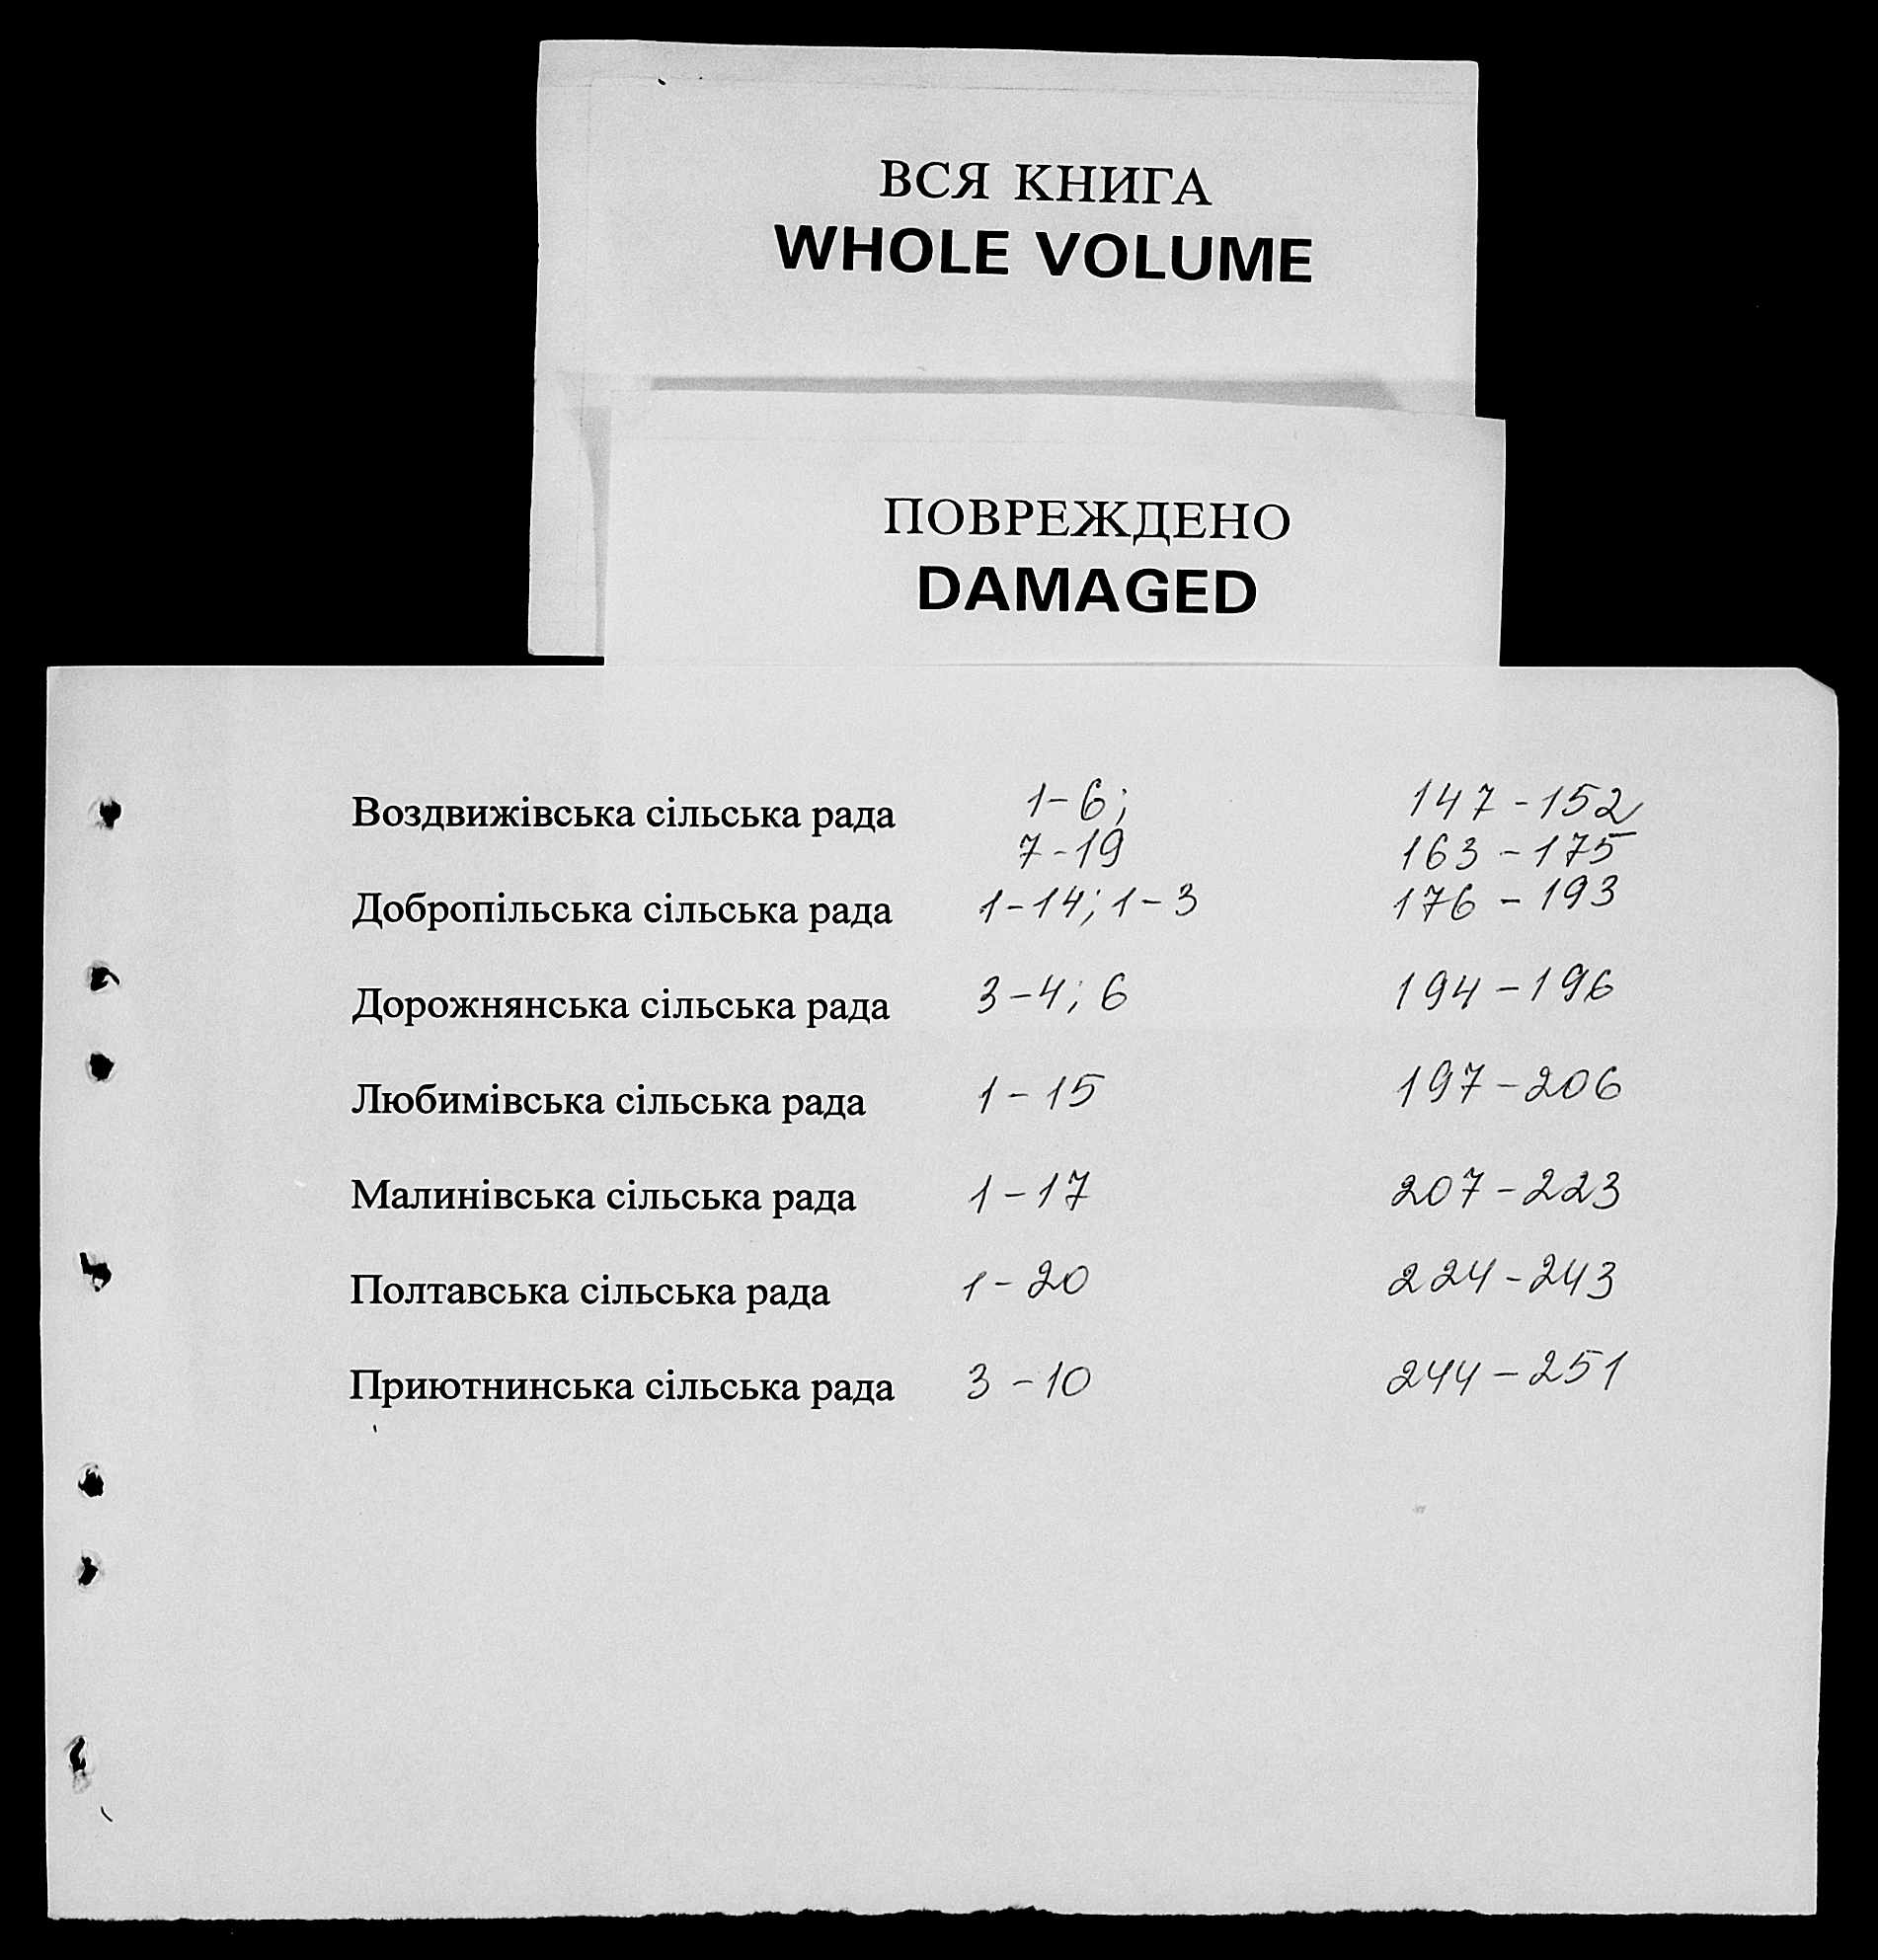 ВСЯ КНИГА
WHOLE VOLUME
ПОВРЕЖДЕНО
DAMAGED
Воздвижівська сільська рада 1-6; 147-152
7-19 163-175
Добропільська сільська рада 1-14; 1-3 176-193
Дорожнянська сільська рада 3-4; 6 194-196
Любимівська сільська рада 1-15 197-206
Малинівська сільська рада 1-17 207-223
Полтавська сільська рада 1-20 224-243
Приютнинська сільська рада 3-10 244-251